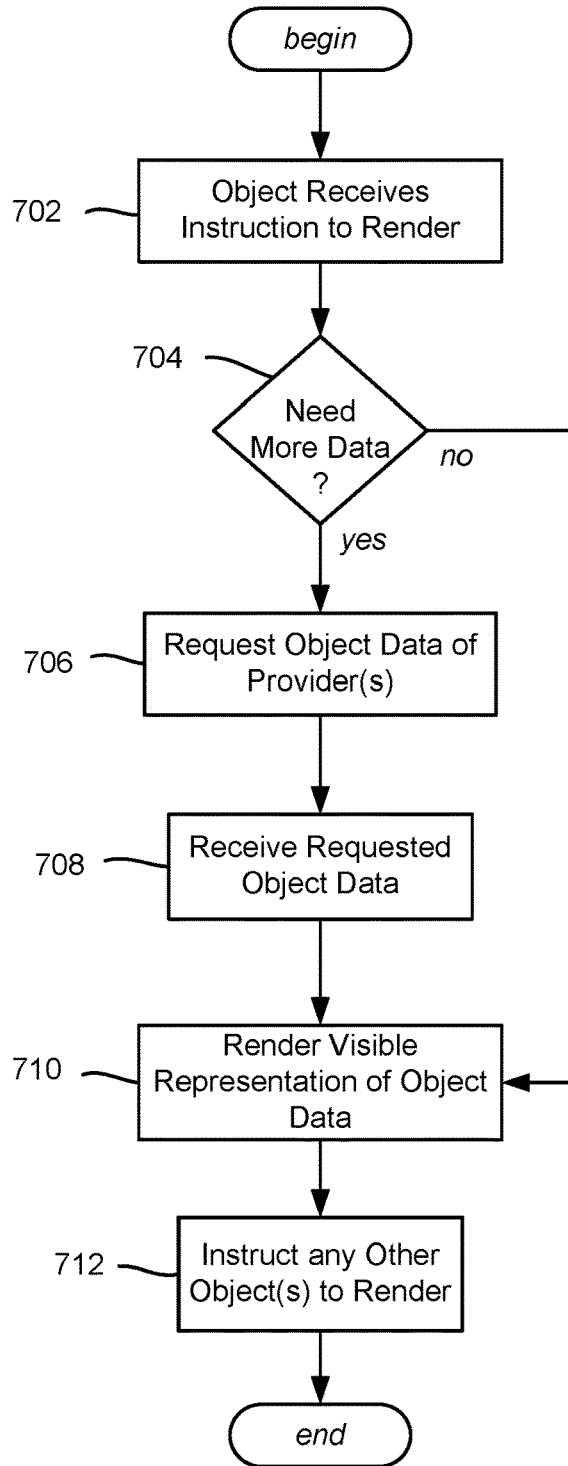 begin
702
Object Receives
Instruction to Render
704
Need
More Data
?
no
yes
706
Request Object Data of
Provider(s)
708
Receive Requested
Object Data
710
Render Visible
Representation of Object
Data
712
Instruct any Other
Object(s) to Render
end